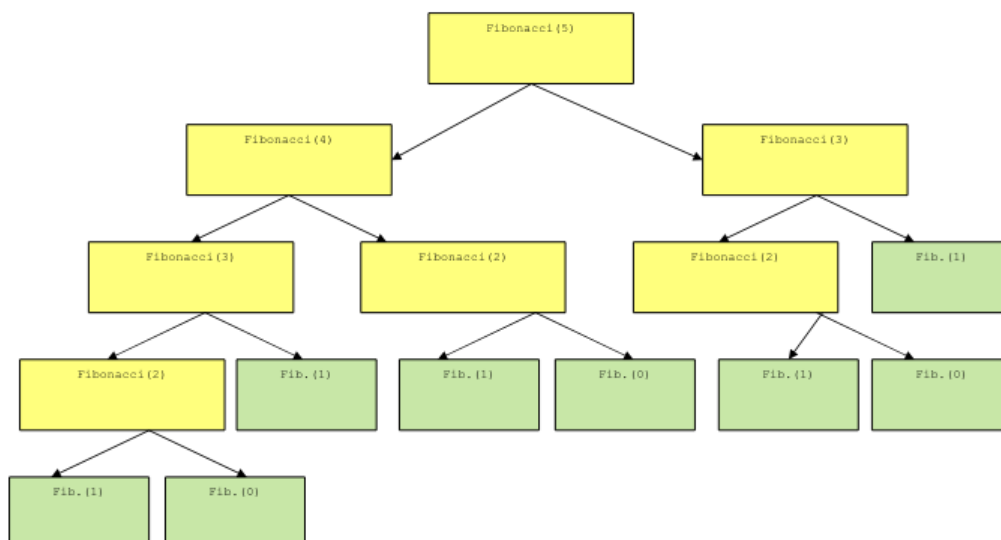 Fibonacci(5)
Fibonacci(4)
Fibonacci(3)
Fibonacci(3)
Fibonacci(2)
Fibonacci(2)
Fib.(1)
Fibonacci(2)
Fib.(1)
Fib.(1)
Fib.(0)
Fib.(1)
Fib.(0)
Fib.(1)
Fib.(0)